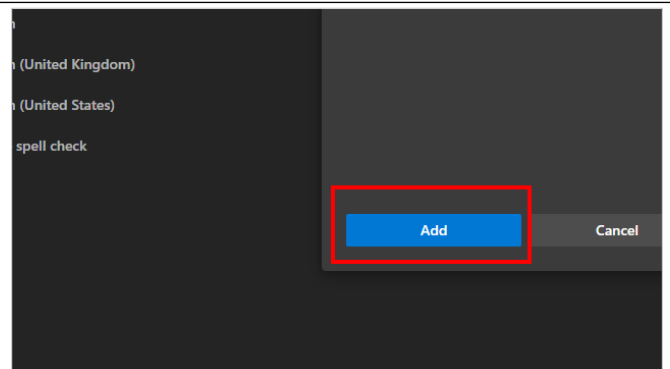 (United Kingdom)
(United States)
spell check
Add
Cancel